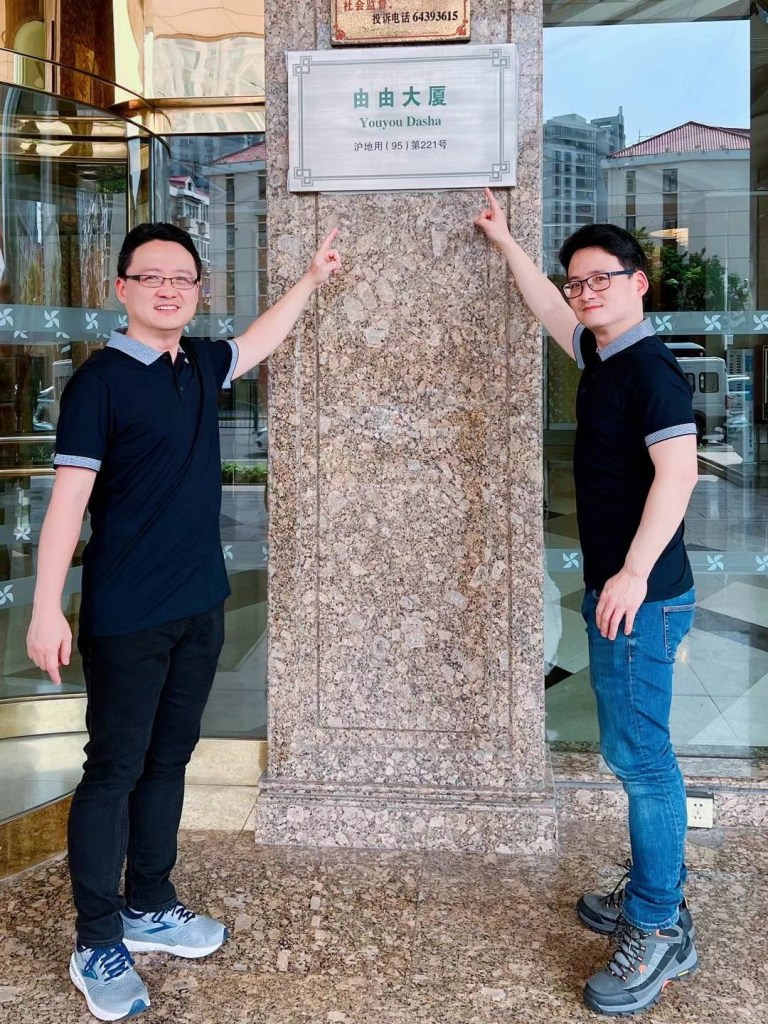 社会监督:
投诉电话 64393615
由由大厦
Youyou Dasha
沪地用(95)第221号